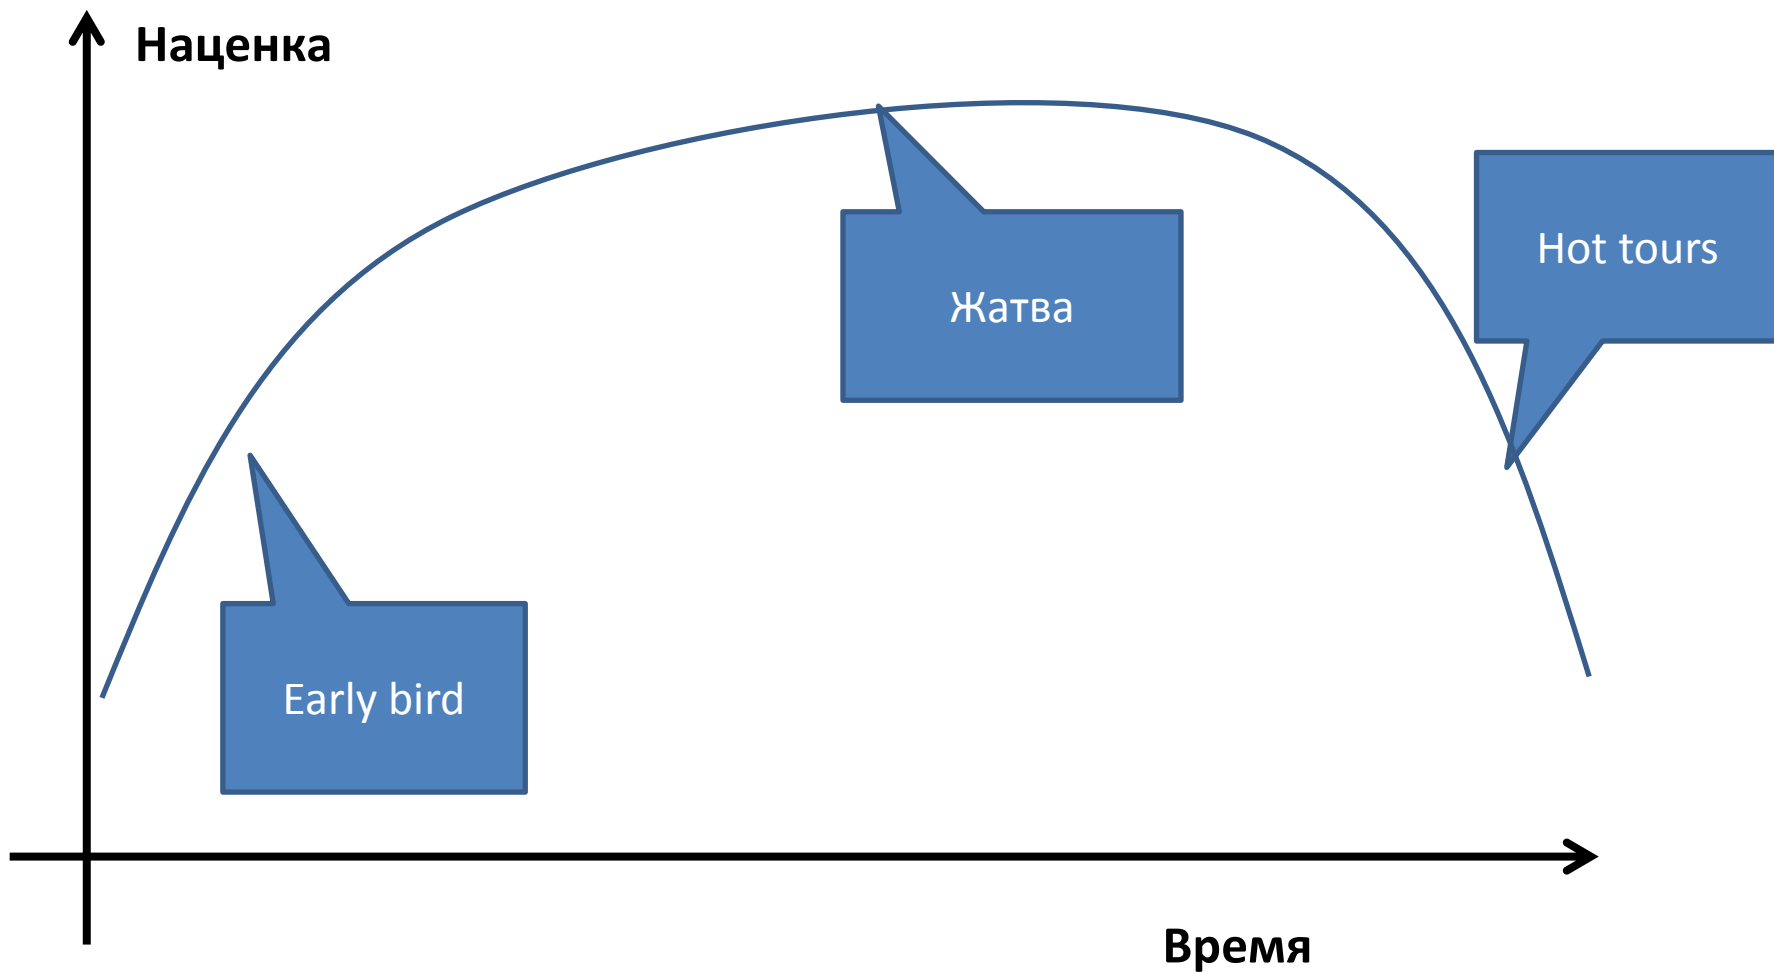 Наценка
Hot tours
Жатва
Early bird
Время